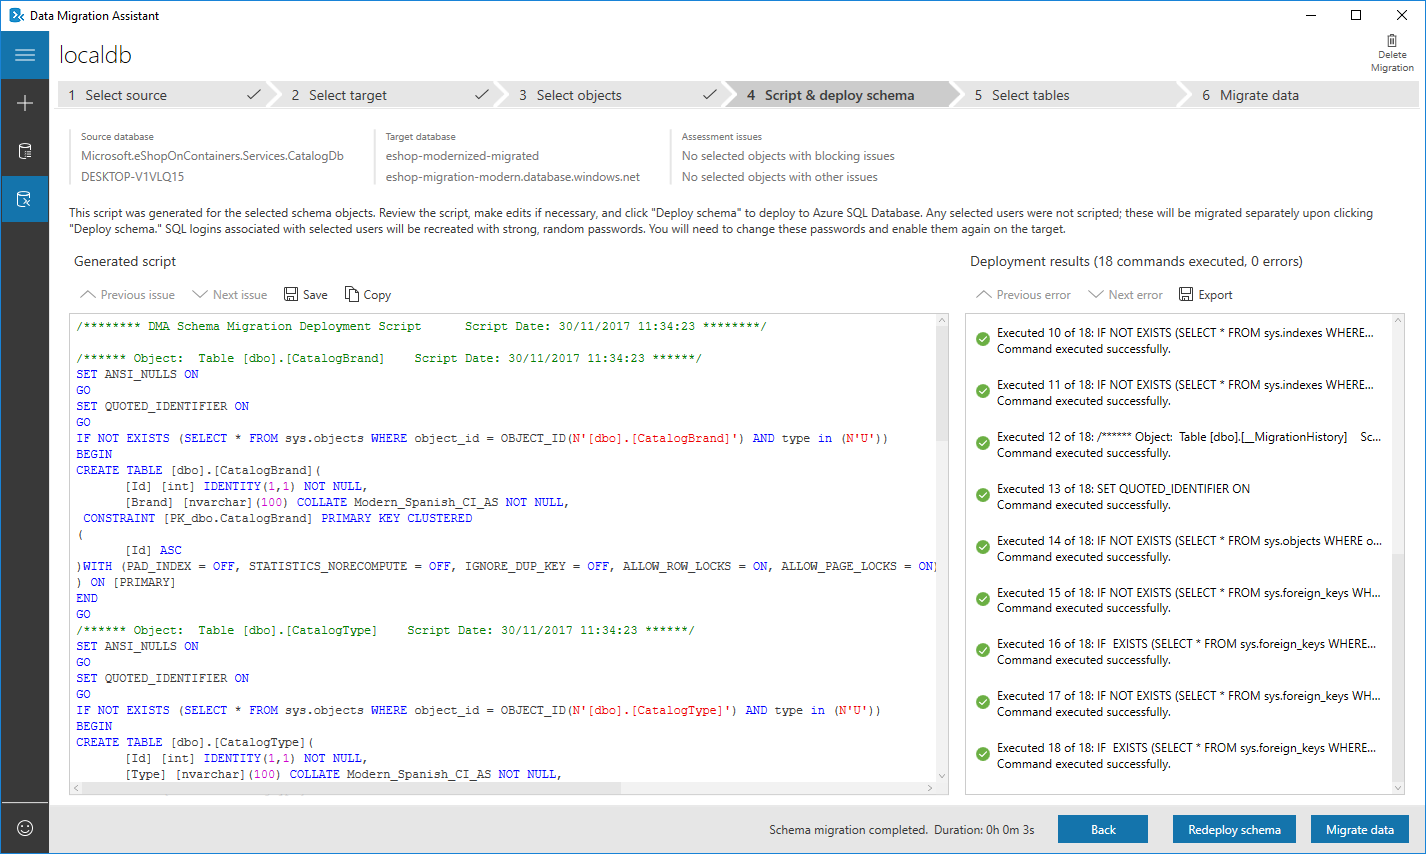 Data Migration Assistant
localdb
Delete
Migration
1 Select source
2 Select target
3 Select objects
4 Script & deploy schema
5 Select tables
6 Migrate data
Source database
Microsoft.eShopOnContainers.Services.CatalogDb
DESKTOP-V1VLQ15
Target database
eshop-modernized-migrated
eshop-migration-modern.database.windows.net
Assessment issues
No selected objects with blocking issues
No selected objects with other issues
This script was generated for the selected schema objects. Review the script, make edits if necessary, and click "Deploy schema" to deploy to Azure SQL Database. Any selected users were not scripted; these will be migrated separately upon clicking
"Deploy schema." SQL logins associated with selected users will be recreated with strong, random passwords. You will need to change these passwords and enable them again on the target.
Generated script
Previous issue Next issue Save Copy
/******** DMA Schema Migration Deployment Script      Script Date: 30/11/2017 11:34:23 ********/
/****** Object:  Table [dbo].[CatalogBrand]    Script Date: 30/11/2017 11:34:23 ******/
SET ANSI_NULLS ON
GO
SET QUOTED_IDENTIFIER ON
GO
IF NOT EXISTS (SELECT * FROM sys.objects WHERE object_id = OBJECT_ID(N'[dbo].[CatalogBrand]') AND type in (N'U'))
BEGIN
CREATE TABLE [dbo].[CatalogBrand](
[Id] [int] IDENTITY(1,1) NOT NULL,
[Brand] [nvarchar](100) COLLATE Modern_Spanish_CI_AS NOT NULL,
CONSTRAINT [PK_dbo.CatalogBrand] PRIMARY KEY CLUSTERED
(
[Id] ASC
)WITH (PAD_INDEX = OFF, STATISTICS_NORECOMPUTE = OFF, IGNORE_DUP_KEY = OFF, ALLOW_ROW_LOCKS = ON, ALLOW_PAGE_LOCKS = ON)
) ON [PRIMARY]
END
GO
/****** Object:  Table [dbo].[CatalogType]    Script Date: 30/11/2017 11:34:23 ******/
SET ANSI_NULLS ON
GO
SET QUOTED_IDENTIFIER ON
GO
IF NOT EXISTS (SELECT * FROM sys.objects WHERE object_id = OBJECT_ID(N'[dbo].[CatalogType]') AND type in (N'U'))
BEGIN
CREATE TABLE [dbo].[CatalogType](
[Id] [int] IDENTITY(1,1) NOT NULL,
[Type] [nvarchar](100) COLLATE Modern_Spanish_CI_AS NOT NULL,
Deployment results (18 commands executed, 0 errors)
Previous error Next error Export
Executed 10 of 18: IF NOT EXISTS (SELECT * FROM sys.indexes WHERE...
Command executed successfully.
Executed 11 of 18: IF NOT EXISTS (SELECT * FROM sys.indexes WHERE...
Command executed successfully.
Executed 12 of 18: /****** Object:  Table [dbo].[__MigrationHistory]    Sc...
Command executed successfully.
Executed 13 of 18: SET QUOTED_IDENTIFIER ON
Command executed successfully.
Executed 14 of 18: IF NOT EXISTS (SELECT * FROM sys.objects WHERE o...
Command executed successfully.
Executed 15 of 18: IF NOT EXISTS (SELECT * FROM sys.foreign_keys WH...
Command executed successfully.
Executed 16 of 18: IF  EXISTS (SELECT * FROM sys.foreign_keys WHERE...
Command executed successfully.
Executed 17 of 18: IF NOT EXISTS (SELECT * FROM sys.foreign_keys WH...
Command executed successfully.
Executed 18 of 18: IF  EXISTS (SELECT * FROM sys.foreign_keys WHERE...
Command executed successfully.
Schema migration completed.  Duration: 0h 0m 3s
Back
Redeploy schema
Migrate data